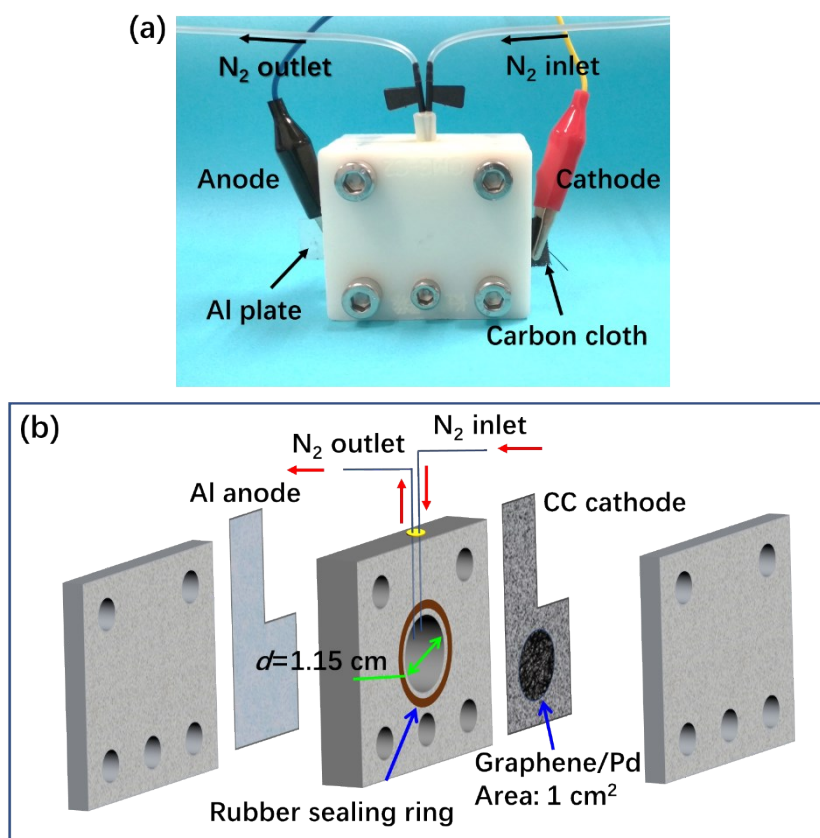 (a)
N₂ outlet
N₂ inlet
Anode
Cathode
Al plate
Carbon cloth
(b)
N₂ inlet
N₂ outlet
Al anode
CC cathode
d=1.15 cm
Graphene/Pd
Area: 1 cm²
Rubber sealing ring